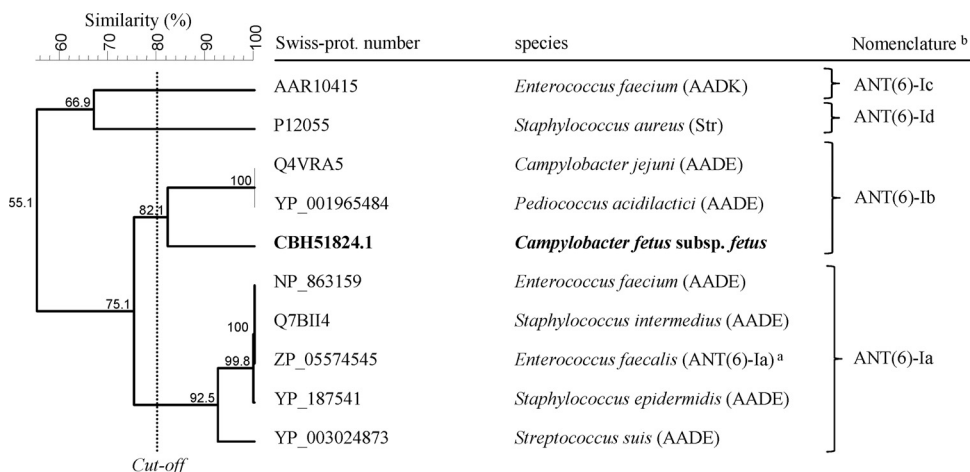 Similarity (%)
60 70 80 90 100
Swiss-prot. number species Nomenclature b
AAR10415 Enterococcus faecium (AADK) ANT(6)-Ic
66.9
P12055 Staphylococcus aureus (Str) ANT(6)-Id
Q4VRA5 Campylobacter jejuni (AADE)
100
55.1 YP_001965484 Pediococcus acidilactici (AADE) ANT(6)-Ib
82.1
CBH51824.1 Campylobacter fetus subsp. fetus
NP_863159 Enterococcus faecium (AADE)
75.1
100 Q7BII4 Staphylococcus intermedius (AADE)
99.8 ZP_05574545 Enterococcus faecalis (ANT(6)-Ia) a ANT(6)-Ia
92.5 YP_187541 Staphylococcus epidermidis (AADE)
YP_003024873 Streptococcus suis (AADE)
Cut-off